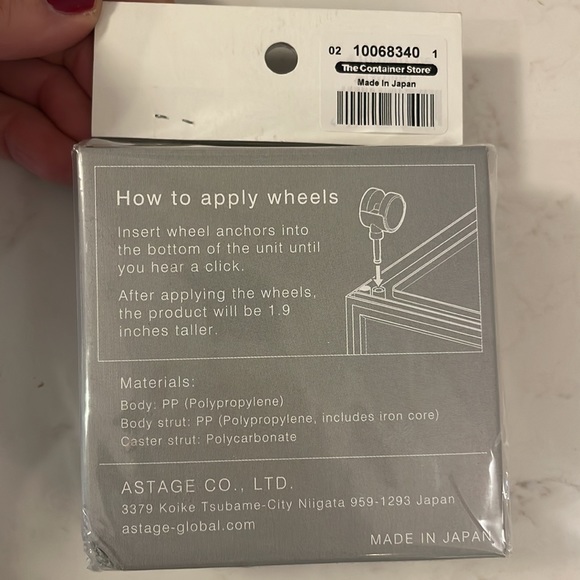 02 10068340 1
The Container Store
Made in Japan
How to apply wheels
Insert wheel anchors into
the bottom of the unit until
you hear a click.
After applying the wheels,
the product will be 1.9
inches taller.
Materials:
Body: PP (Polypropylene)
Body strut: PP (Polypropylene, includes iron core)
Caster strut: Polycarbonate
ASTAGE CO., LTD.
3379 Koike Tsubame-City Niigata 959-1293 Japan
astage-global.com
MADE IN JAPAN